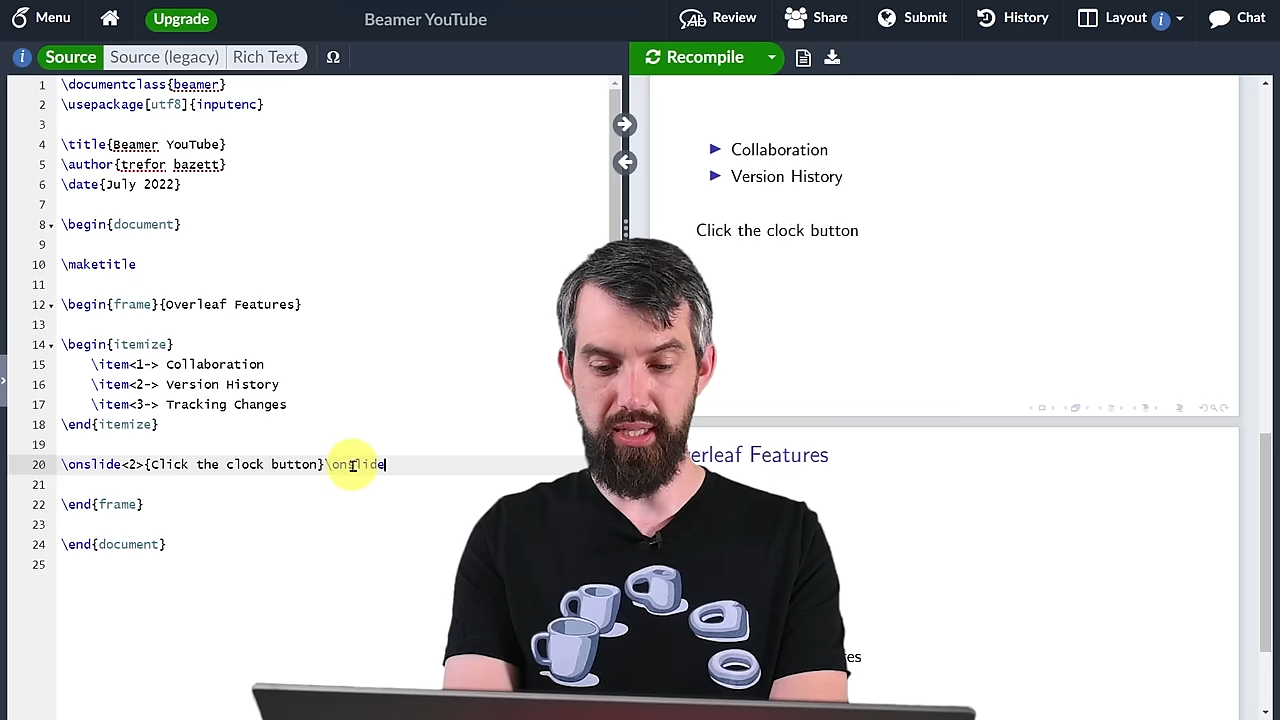 Menu
Upgrade
Beamer YouTube
Review
Share
Submit
History
Layout
Chat
Source
Source (legacy)
Rich Text
Ω
Recompile
1 \documentclass{beamer}
2 \usepackage[utf8]{inputenc}
3
4 \title{Beamer YouTube}
5 \author{trefor bazett}
6 \date{July 2022}
7
8 \begin{document}
9
10 \maketitle
11
12 \begin{frame}{Overleaf Features}
13
14 \begin{itemize}
15 \item<1-> Collaboration
16 \item<2-> Version History
17 \item<3-> Tracking Changes
18 \end{itemize}
19
20 \onslide<2>{Click the clock button}\onslide
21
22 \end{frame}
23
24 \end{document}
25
Collaboration
Version History
Click the clock button
erleaf Features
es